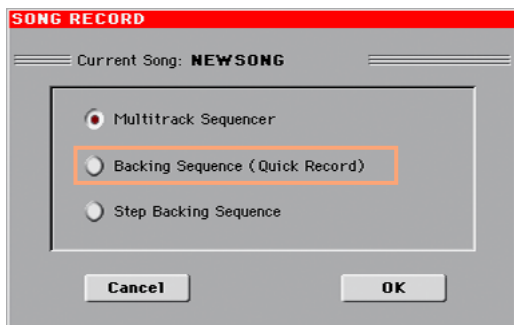 SONG RECORD
Current Song: NEWSONG
Multitrack Sequencer
Backing Sequence (Quick Record)
Step Backing Sequence
Cancel OK